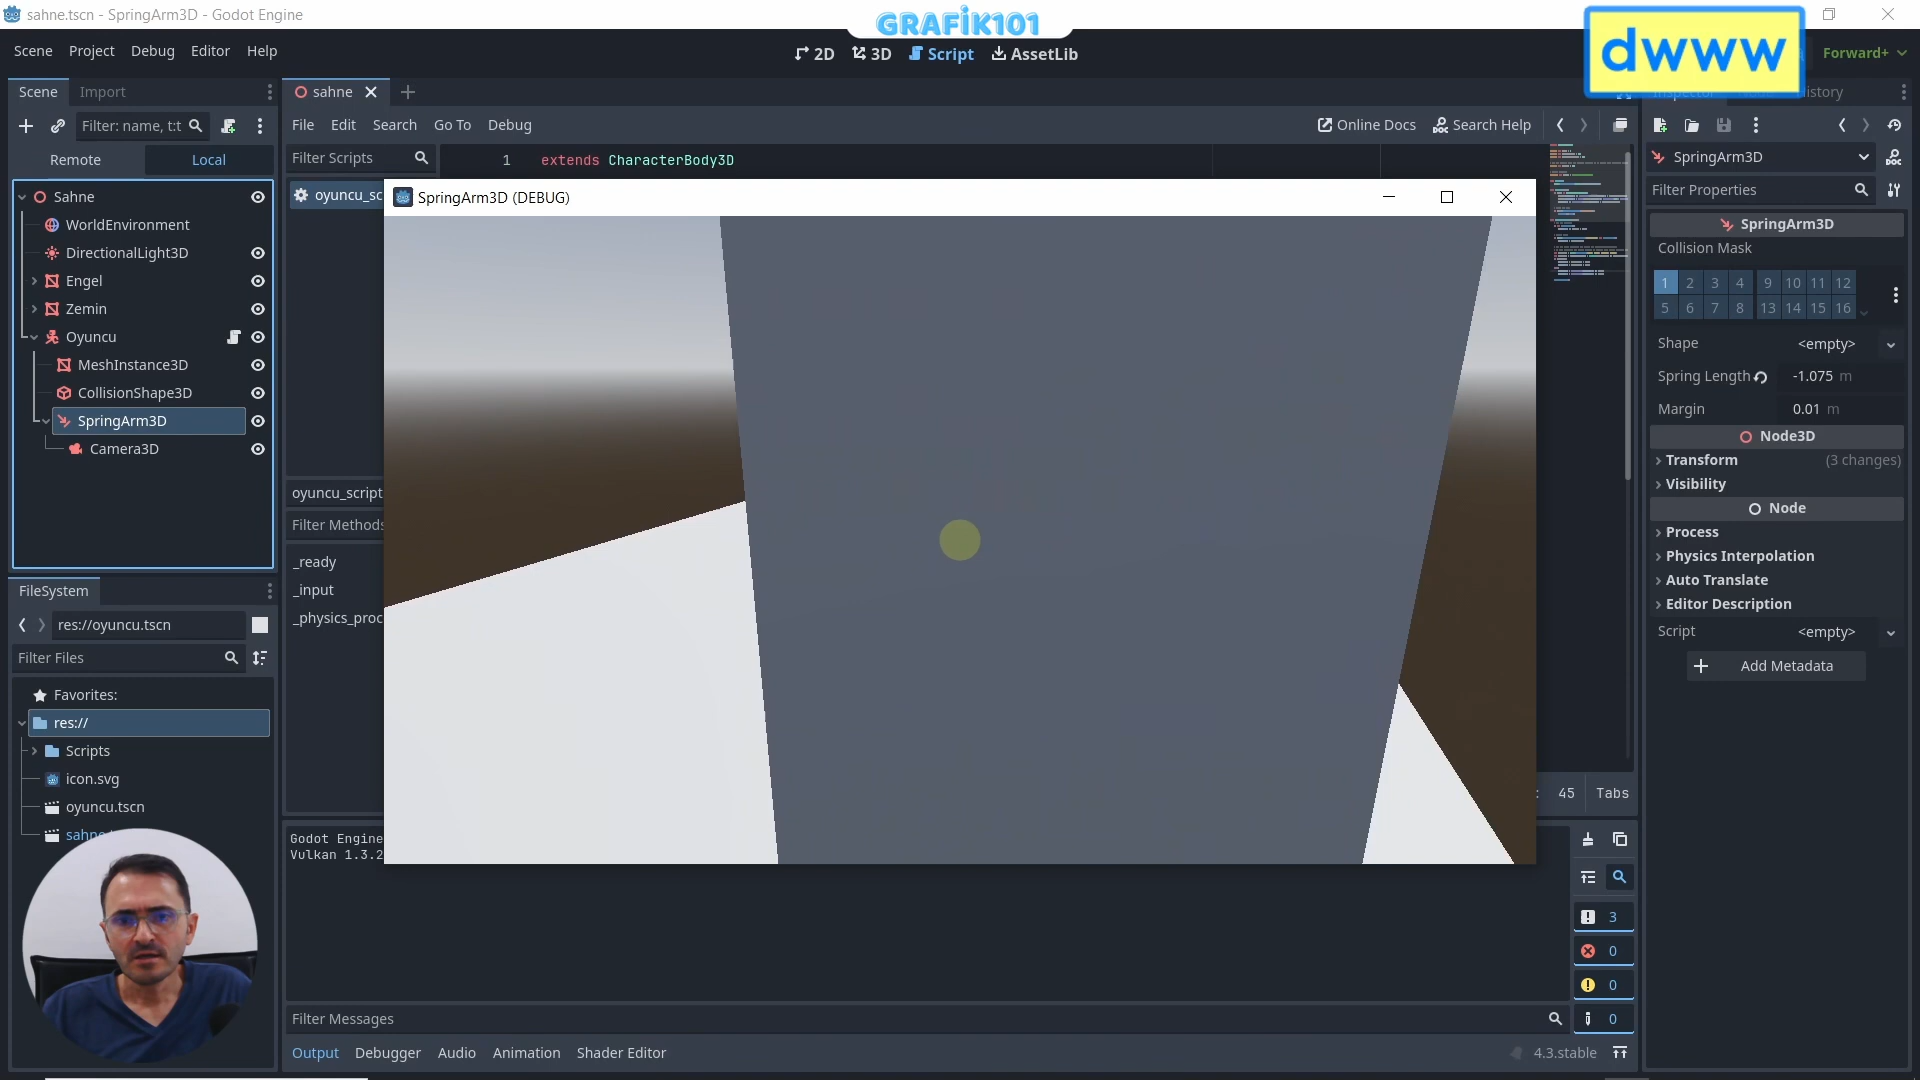 sahne.tscn - SpringArm3D - Godot Engine
GRAFİK101
dwww
Scene Project Debug Editor Help
2D 3D Script AssetLib
Forward+
Scene Import
sahne
Filter: name, t:t
File Edit Search Go To Debug
Online Docs Search Help
Remote Local
Filter Scripts
1 extends CharacterBody3D
SpringArm3D
Filter Properties
Sahne
WorldEnvironment
DirectionalLight3D
Engel
Zemin
Oyuncu
MeshInstance3D
CollisionShape3D
SpringArm3D
Camera3D
oyuncu_sc
SpringArm3D (DEBUG)
SpringArm3D
Collision Mask
1 2 3 4 9 10 11 12
5 6 7 8 13 14 15 16
Shape <empty>
Spring Length -1.075 m
Margin 0.01 m
Node3D
Transform (3 changes)
Visibility
Node
Process
Physics Interpolation
Auto Translate
Editor Description
Script <empty>
Add Metadata
oyuncu_script
Filter Methods
_ready
_input
_physics_proc
FileSystem
res://oyuncu.tscn
Filter Files
Favorites:
res://
Scripts
icon.svg
oyuncu.tscn
: 45 Tabs
Godot Engine
Vulkan 1.3.2
3
0
0
0
Filter Messages
Output Debugger Audio Animation Shader Editor
4.3.stable